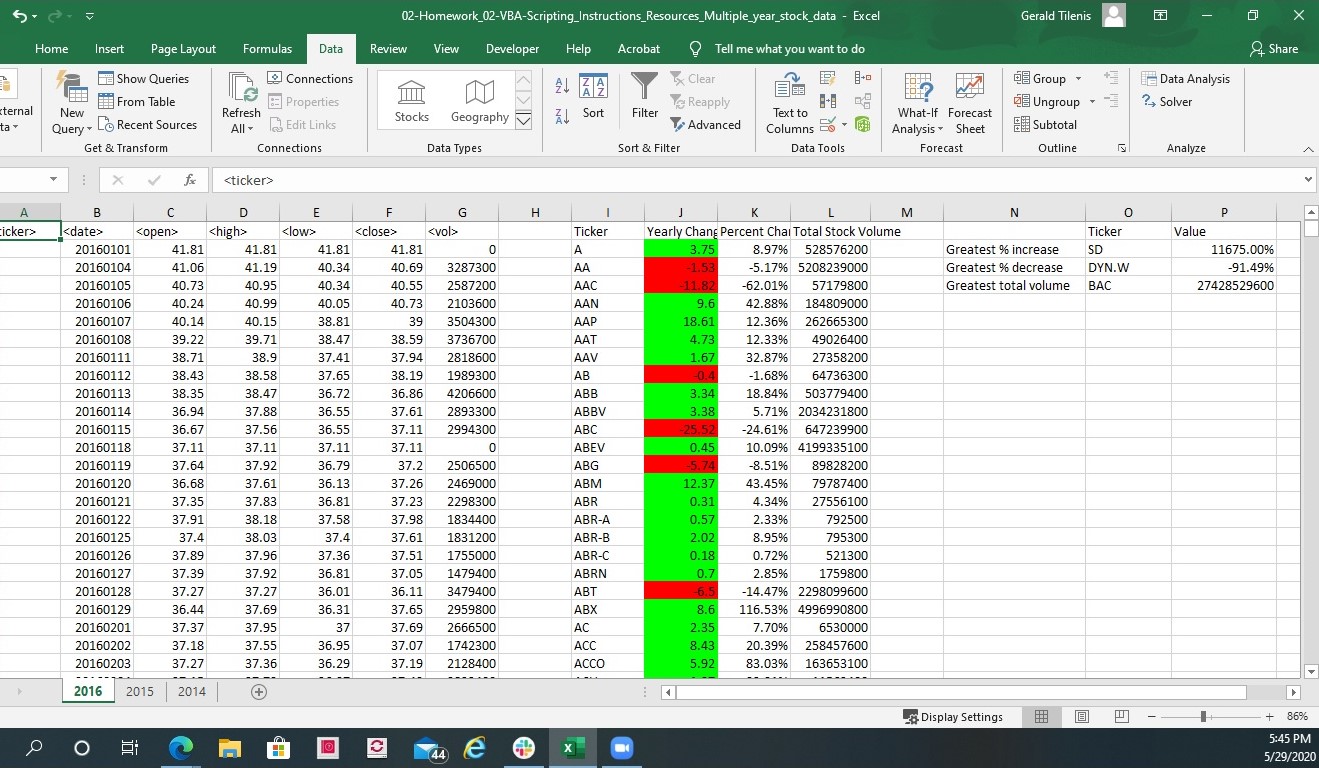 02-Homework_02-VBA-Scripting_Instructions_Resources_Multiple_year_stock_data - Excel
Gerald Tilenis
Home Insert Page Layout Formulas Data Review View Developer Help Acrobat Tell me what you want to do Share
xternal
ta
New
Query
Show Queries
From Table
Recent Sources
Get & Transform
Refresh
All
Connections
Properties
Edit Links
Connections
Stocks Geography
Data Types
Sort
Filter
Clear
Reapply
Advanced
Sort & Filter
Text to
Columns
Data Tools
What-If
Analysis
Forecast
Sheet
Forecast
Group
Ungroup
Subtotal
Outline
Data Analysis
Solver
Analyze
fx <ticker>
A B C D E F G H I J K L M N O P
ticker> <date> <open> <high> <low> <close> <vol> Ticker Yearly Chang Percent Chai Total Stock Volume Ticker Value
20160101 41.81 41.81 41.81 41.81 0 A 3.75 8.97% 528576200 Greatest % increase SD 11675.00%
20160104 41.06 41.19 40.34 40.69 3287300 AA -1.53 -5.17% 5208239000 Greatest % decrease DYN.W -91.49%
20160105 40.73 40.95 40.34 40.55 2587200 AAC -11.82 -62.01% 57179800 Greatest total volume BAC 27428529600
20160106 40.24 40.99 40.05 40.73 2103600 AAN 9.6 42.88% 184809000
20160107 40.14 40.15 38.81 39 3504300 AAP 18.61 12.36% 262665300
20160108 39.22 39.71 38.47 38.59 3736700 AAT 4.73 12.33% 49026400
20160111 38.71 38.9 37.41 37.94 2818600 AAV 1.67 32.87% 27358200
20160112 38.43 38.58 37.65 38.19 1989300 AB -0.4 -1.68% 64736300
20160113 38.35 38.47 36.72 36.86 4206600 ABB 3.34 18.84% 503779400
20160114 36.94 37.88 36.55 37.61 2893300 ABBV 3.38 5.71% 2034231800
20160115 36.67 37.56 36.55 37.11 2994300 ABC -25.52 -24.61% 647239900
20160118 37.11 37.11 37.11 37.11 0 ABEV 0.45 10.09% 4199335100
20160119 37.64 37.92 36.79 37.2 2506500 ABG -5.74 -8.51% 89828200
20160120 36.68 37.61 36.13 37.26 2469000 ABM 12.37 43.45% 79787400
20160121 37.35 37.83 36.81 37.23 2298300 ABR 0.31 4.34% 27556100
20160122 37.91 38.18 37.58 37.98 1834400 ABR-A 0.57 2.33% 792500
20160125 37.4 38.03 37.4 37.61 1831200 ABR-B 2.02 8.95% 795300
20160126 37.89 37.96 37.36 37.51 1755000 ABR-C 0.18 0.72% 521300
20160127 37.39 37.92 36.81 37.05 1479400 ABRN 0.7 2.85% 1759800
20160128 37.27 37.27 36.01 36.11 3479400 ABT -6.5 -14.47% 2298099600
20160129 36.44 37.69 36.31 37.65 2959800 ABX 8.6 116.53% 4996990800
20160201 37.37 37.95 37 37.69 2666500 AC 2.35 7.70% 6530000
20160202 37.18 37.55 36.95 37.07 1742300 ACC 8.43 20.39% 258457600
20160203 37.27 37.36 36.29 37.19 2128400 ACCO 5.92 83.03% 163653100
2016 2015 2014
Display Settings 86%
44
5:45 PM
5/29/2020